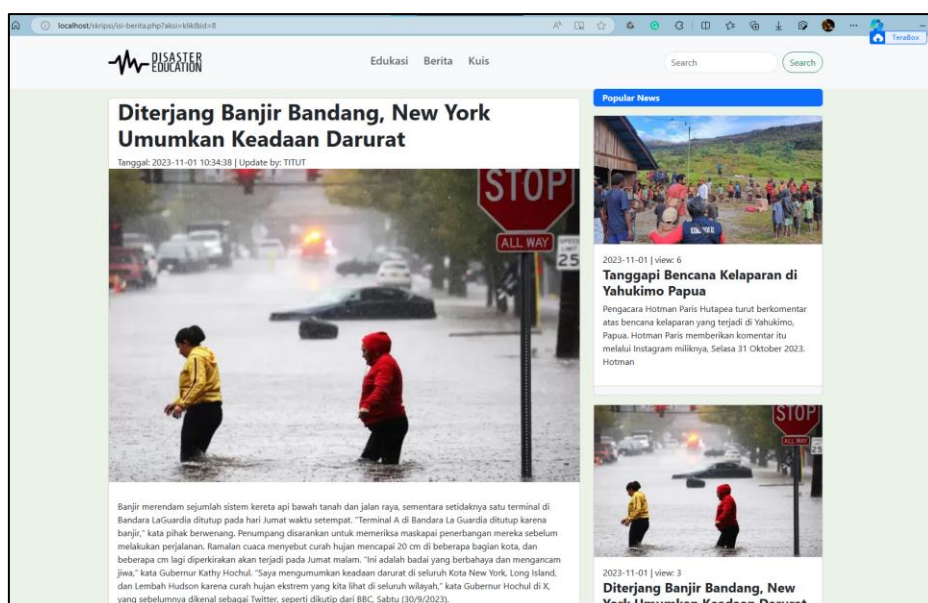 localhost/skripsi/isi-berita.php?aksi=klik&id=8
TeraBox
DISASTER
EDUCATION
Edukasi Berita Kuis
Search
Search
Diterjang Banjir Bandang, New York
Umumkan Keadaan Darurat
Tanggal: 2023-11-01 10:34:38 | Update by: TITUT
STOP
ALL WAY
SPEED
LIMIT
25
Banjir merendam sejumlah sistem kereta api bawah tanah dan jalan raya, sementara setidaknya satu terminal di
Bandara LaGuardia ditutup pada hari Jumat waktu setempat. "Terminal A di Bandara La Guardia ditutup karena
banjir," kata pihak berwenang. Penumpang disarankan untuk memeriksa maskapai penerbangan mereka sebelum
melakukan perjalanan. Ramalan cuaca menyebut curah hujan mencapai 20 cm di beberapa bagian kota, dan
beberapa cm lagi diperkirakan akan terjadi pada Jumat malam. "Ini adalah badai yang berbahaya dan mengancam
jiwa," kata Gubernur Kathy Hochul. "Saya mengumumkan keadaan darurat di seluruh Kota New York, Long Island,
dan Lembah Hudson karena curah hujan ekstrem yang kita lihat di seluruh wilayah," kata Gubernur Hochul di X,
yang sebelumnya dikenal sebagai Twitter, seperti dikutip dari BBC, Sabtu (30/9/2023).
Popular News
2023-11-01 | view: 6
Tanggapi Bencana Kelaparan di
Yahukimo Papua
Pengacara Hotman Paris Hutapea turut berkomentar
atas bencana kelaparan yang terjadi di Yahukimo,
Papua. Hotman Paris memberikan komentar itu
melalui Instagram miliknya, Selasa 31 Oktober 2023.
Hotman
STOP
ALL WAY
25
2023-11-01 | view: 3
Diterjang Banjir Bandang, New
York Umumkan Keadaan Darurat